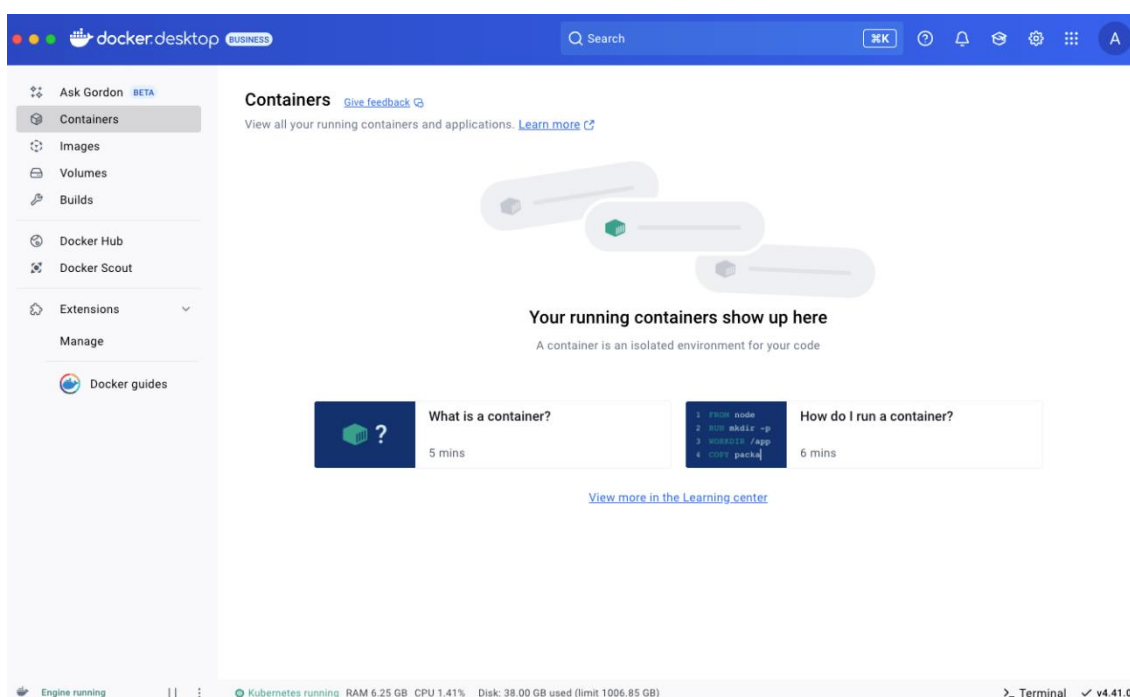 docker.desktop BUSINESS
Search
⌘K
A
Ask Gordon BETA
Containers
Images
Volumes
Builds
Docker Hub
Docker Scout
Extensions
Manage
Docker guides
Containers Give feedback
View all your running containers and applications. Learn more
Your running containers show up here
A container is an isolated environment for your code
?
What is a container?
5 mins
1 FROM node
2 RUN mkdir -p
3 WORKDIR /app
4 COPY packa
How do I run a container?
6 mins
View more in the Learning center
Engine running
Kubernetes running RAM 6.25 GB CPU 1.41% Disk: 38.00 GB used (limit 1006.85 GB)
>_ Terminal
v4.41.0